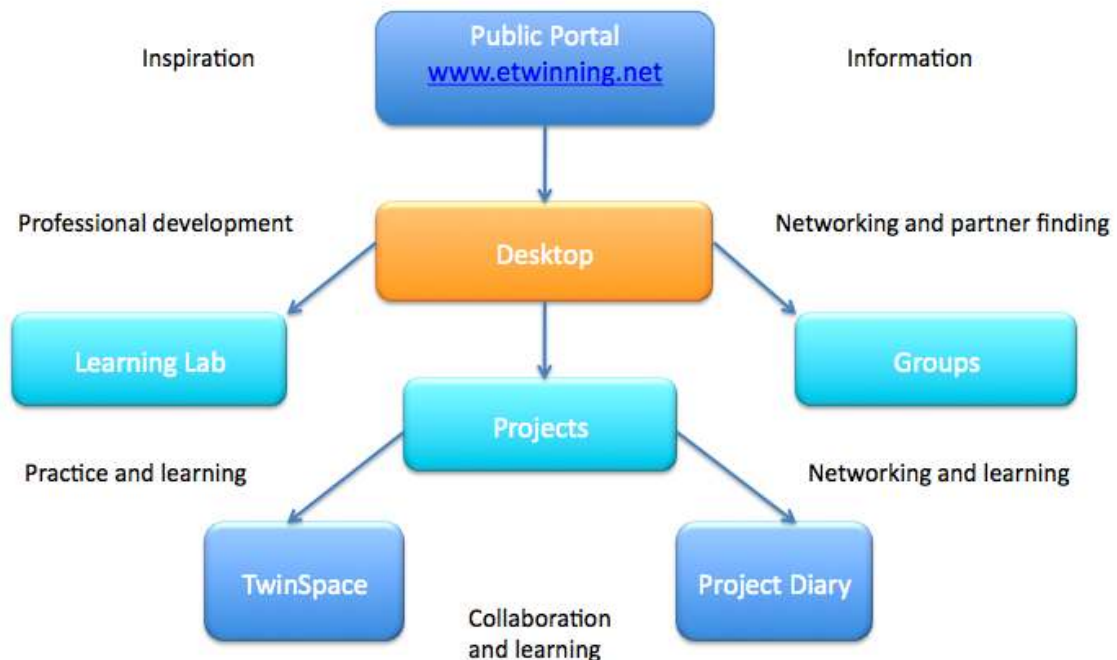 Public Portal
Inspiration
www.etwinning.net
Information
Professional development
Networking and partner finding
Desktop
Learning Lab
Groups
Projects
Practice and learning
Networking and learning
TwinSpace
Project Diary
Collaboration
and learning